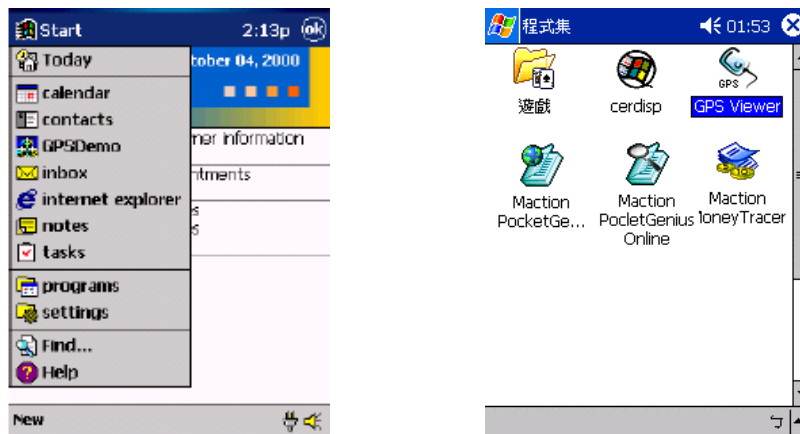 Start 2:13p ok
Today
tober 04, 2000
calendar
contacts
ner information
GPSDemo
inbox
ntments
internet explorer
notes
tasks
programs
settings
Find...
Help
New
程式集 01:53
遊戲 cerdisp GPS Viewer
GPS
Maction PocketGe...
Maction PocletGenius Online
Maction MoneyTracer
ㄅ